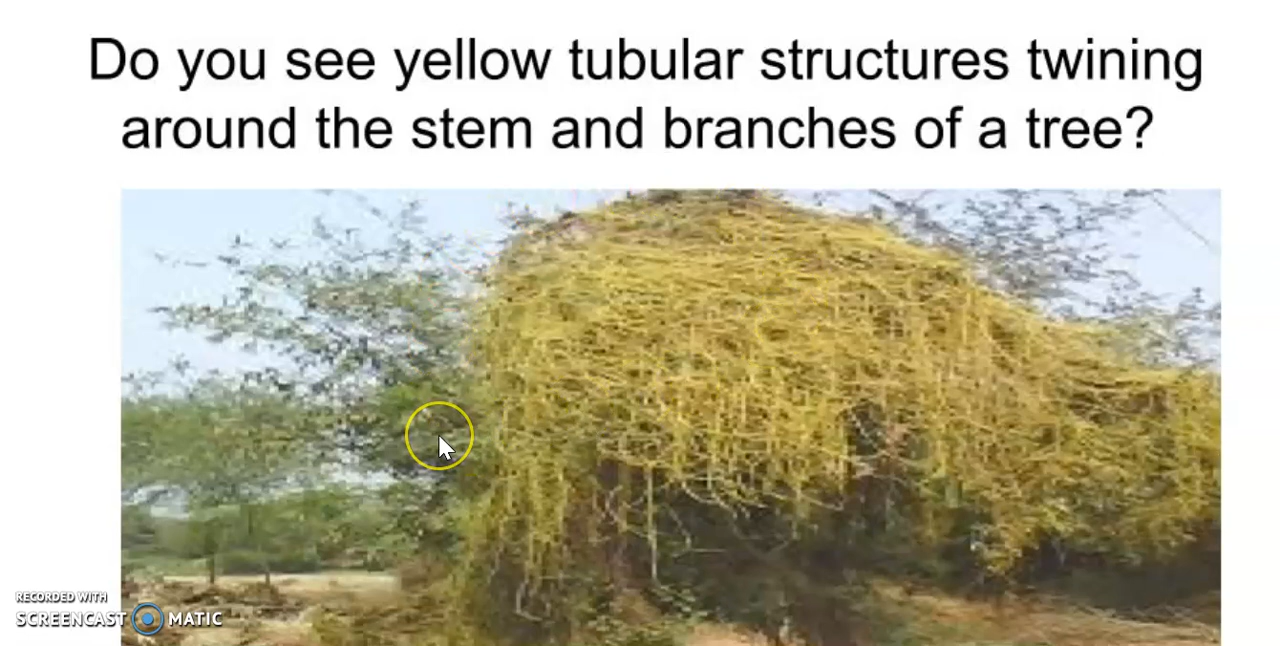 Do you see yellow tubular structures twining
around the stem and branches of a tree?
RECORDED WITH
SCREENCAST MATIC